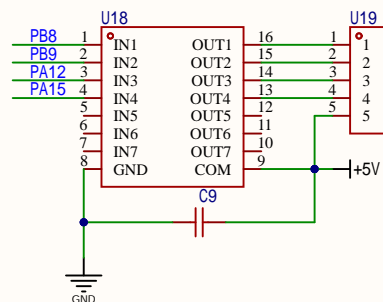 U18 U19
PB8 1 IN1 OUT1 16 1 1
PB9 2 IN2 OUT2 15 2 2
PA12 3 IN3 OUT3 14 3 3
PA15 4 IN4 OUT4 13 4 4
5 IN5 OUT5 12 5 5
6 IN6 OUT6 11
7 IN7 OUT7 10
8 GND COM 9 +5V
C9
GND